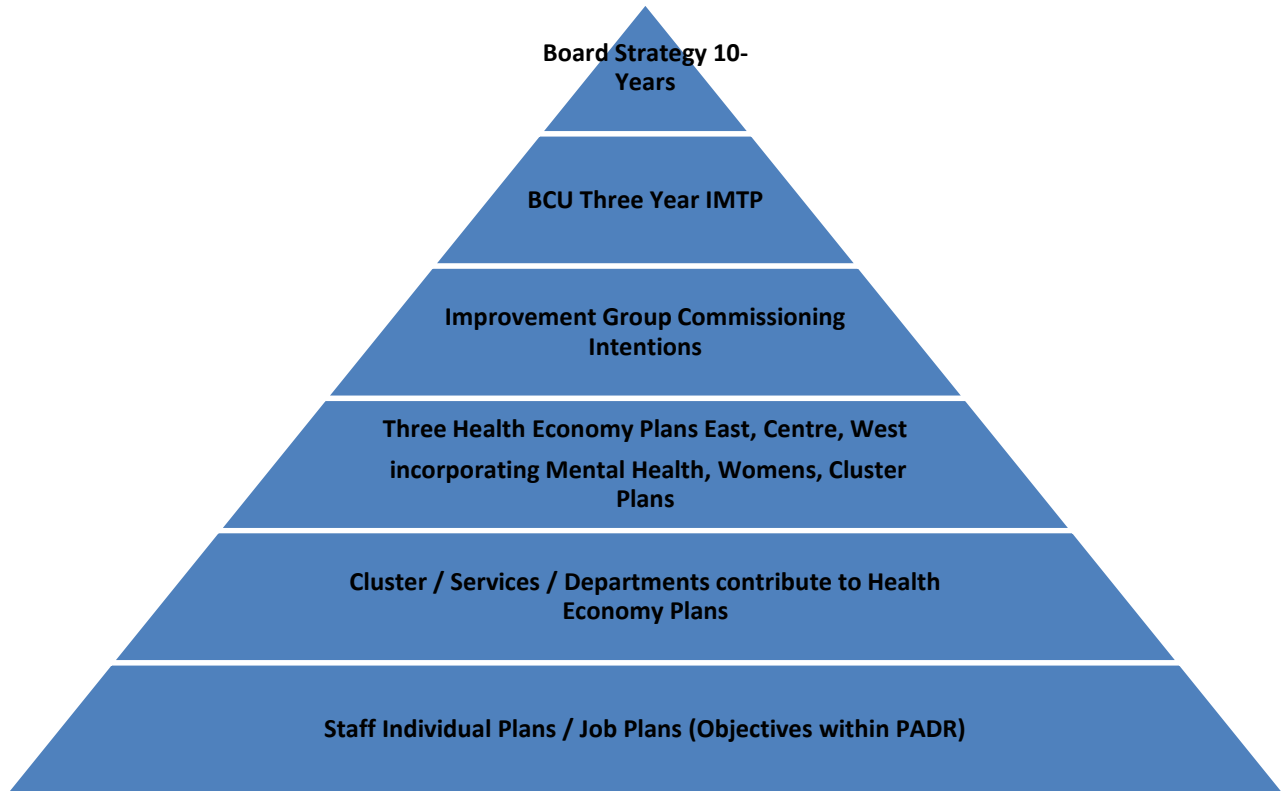 Board Strategy 10-
Years
BCU Three Year IMTP
Improvement Group Commissioning
Intentions
Three Health Economy Plans East, Centre, West
incorporating Mental Health, Womens, Cluster
Plans
Cluster / Services / Departments contribute to Health
Economy Plans
Staff Individual Plans / Job Plans (Objectives within PADR)